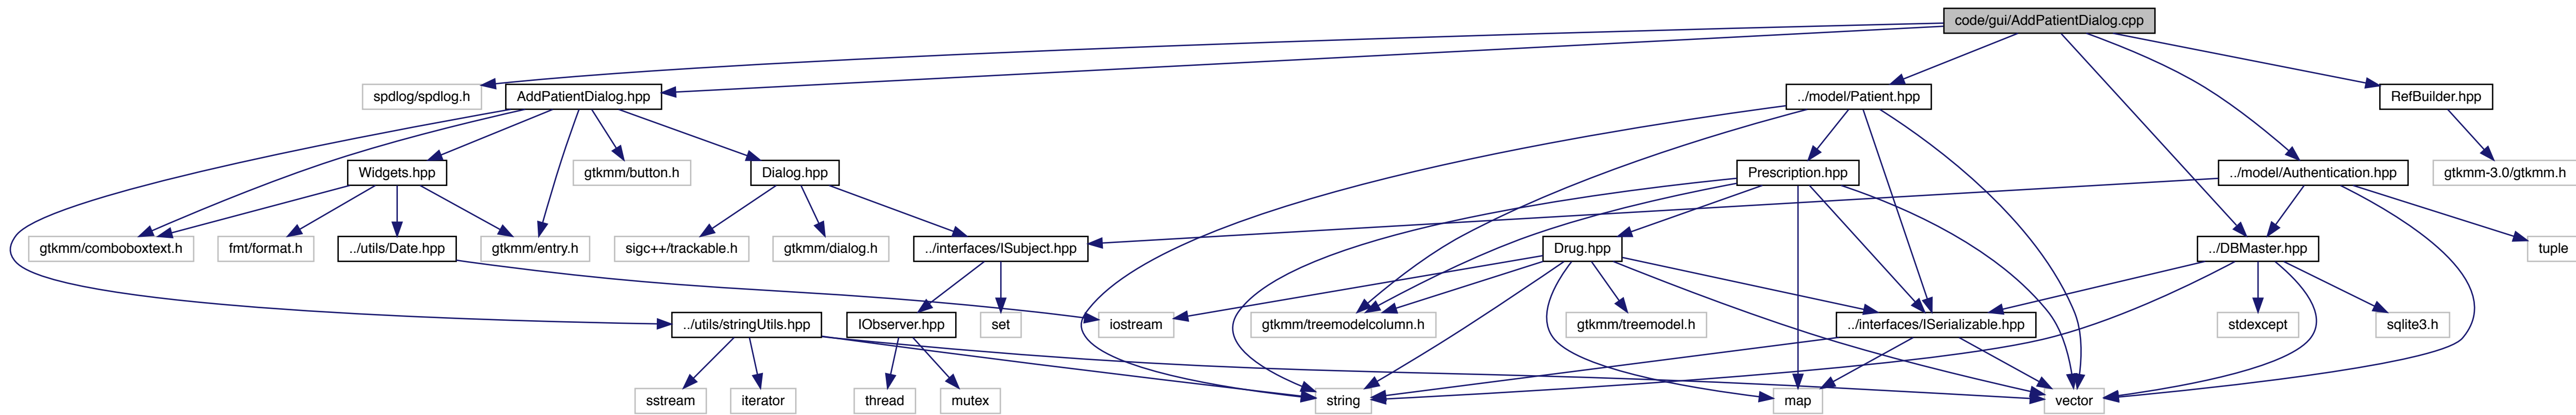 code/gui/AddPatientDialog.cpp
spdlog/spdlog.h
AddPatientDialog.hpp
../model/Patient.hpp
RefBuilder.hpp
Widgets.hpp
gtkmm/button.h
Dialog.hpp
Prescription.hpp
../model/Authentication.hpp
gtkmm-3.0/gtkmm.h
gtkmm/comboboxtext.h
fmt/format.h
../utils/Date.hpp
gtkmm/entry.h
sigc++/trackable.h
gtkmm/dialog.h
../interfaces/ISubject.hpp
Drug.hpp
../DBMaster.hpp
tuple
../utils/stringUtils.hpp
IObserver.hpp
set
iostream
gtkmm/treemodelcolumn.h
gtkmm/treemodel.h
../interfaces/ISerializable.hpp
stdexcept
sqlite3.h
sstream
iterator
thread
mutex
string
map
vector